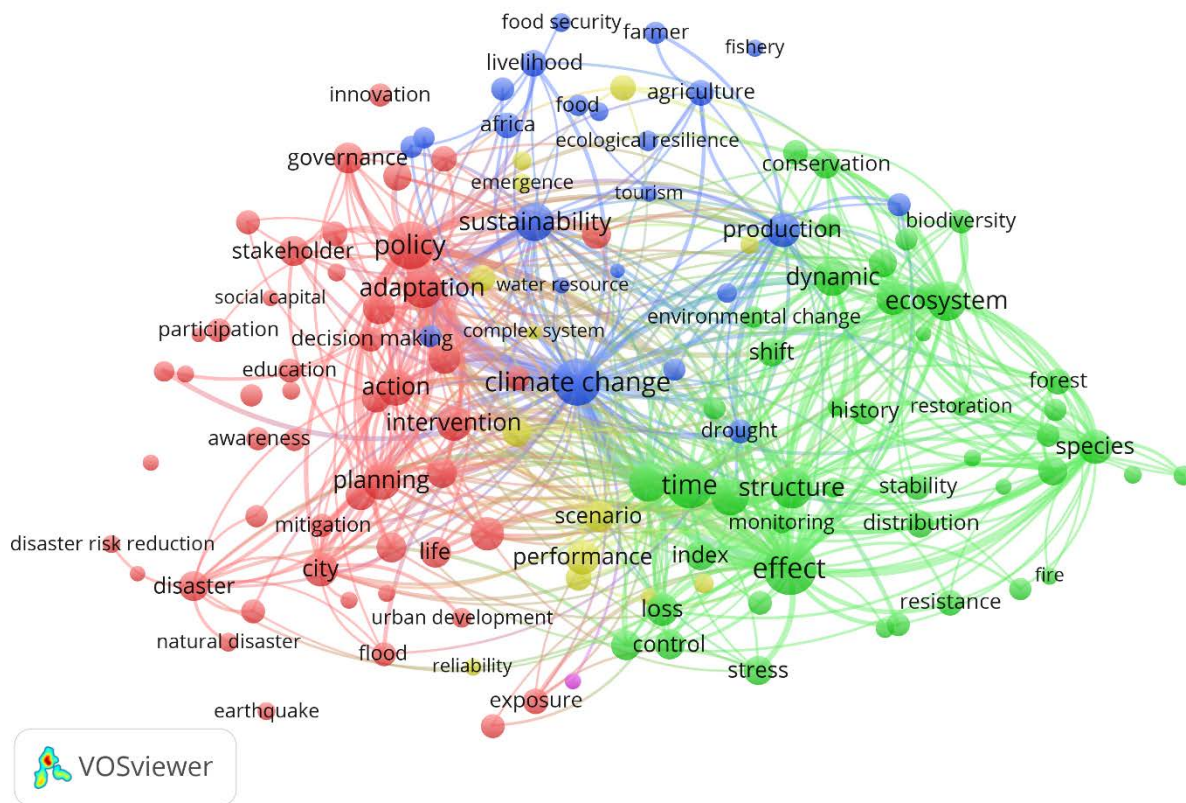 food security
farmer
fishery
livelihood
innovation
food
agriculture
africa
governance
ecological resilience
conservation
emergence
tourism
sustainability
production
biodiversity
policy
stakeholder
dynamic
adaptation
water resource
ecosystem
social capital
participation
decision making
complex system
environmental change
shift
education
action
climate change
forest
history
restoration
intervention
drought
awareness
species
planning
time
structure
stability
scenario
mitigation
monitoring
distribution
disaster risk reduction
life
performance
index
city
effect
fire
disaster
loss
resistance
urban development
natural disaster
flood
control
reliability
stress
exposure
earthquake
VOSviewer